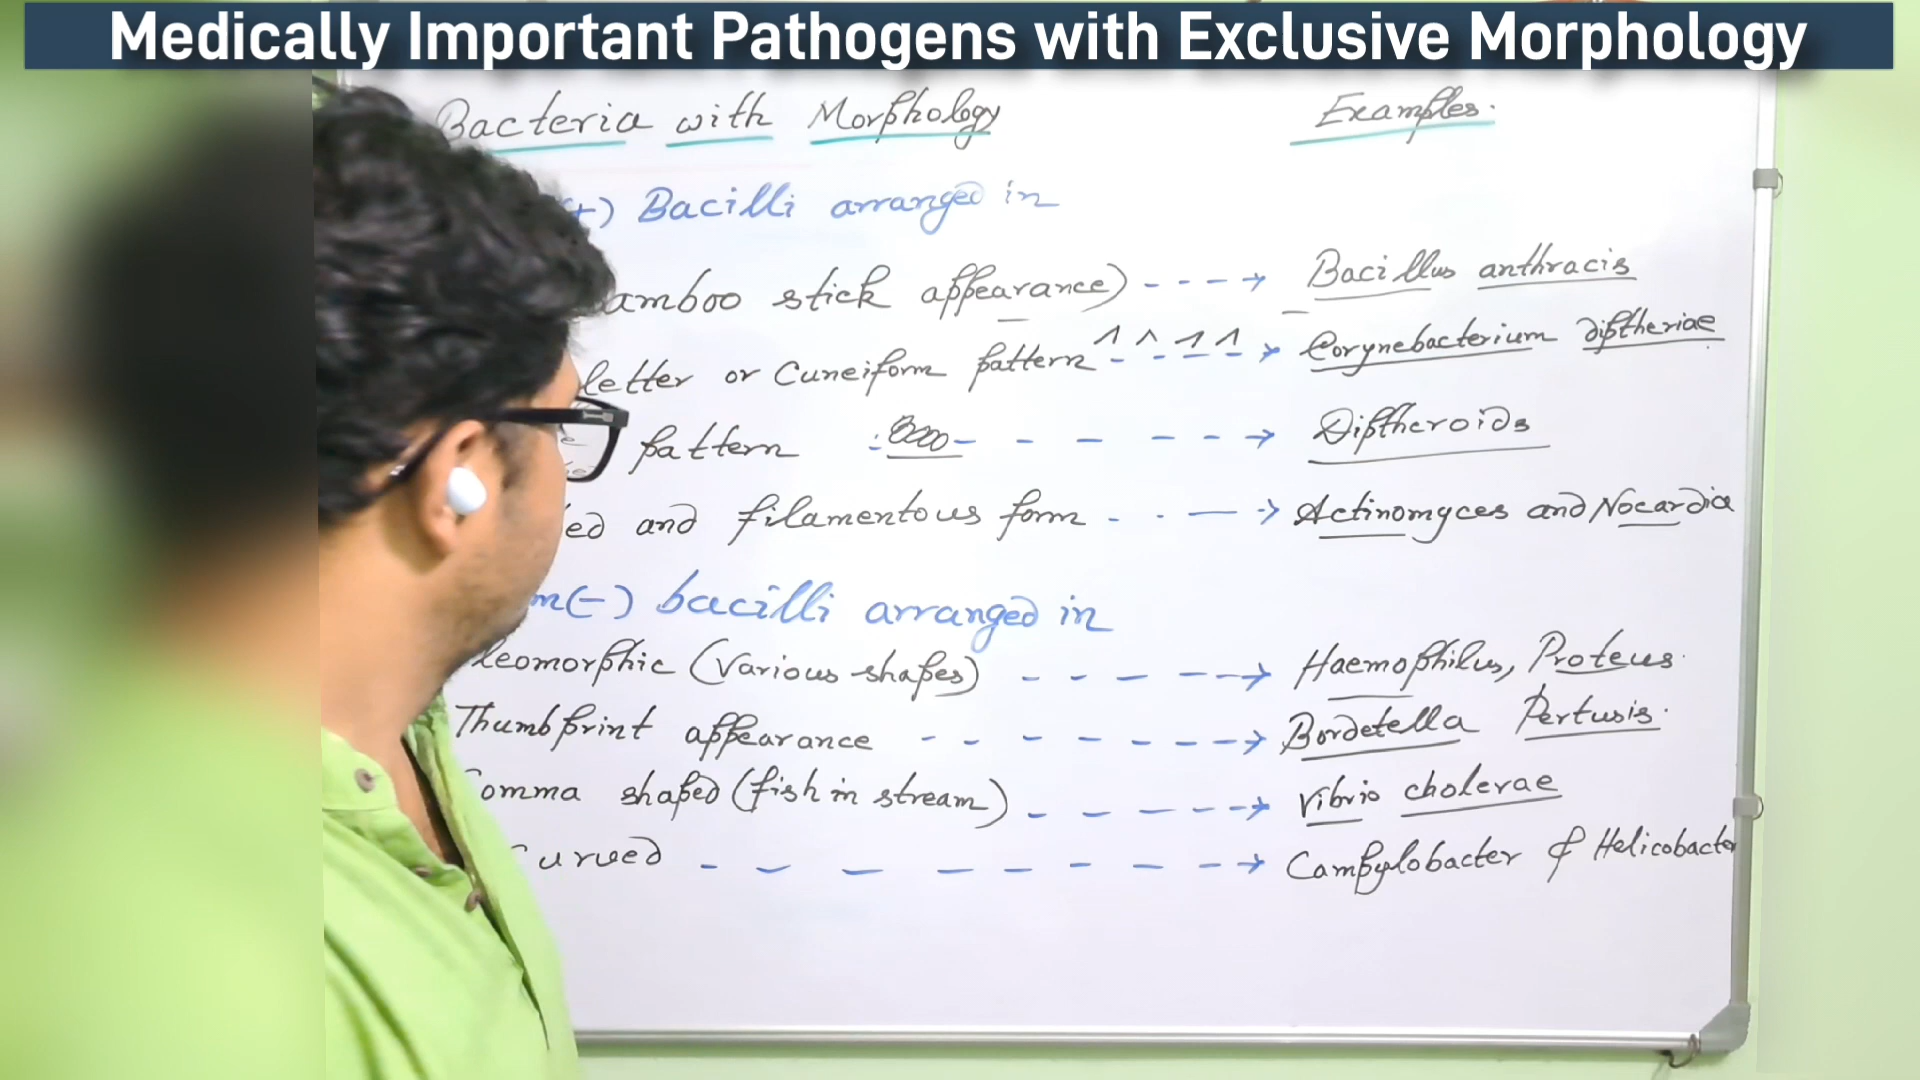 Medically Important Pathogens with Exclusive Morphology
Bacteria with Morphology Examples.
(+) Bacilli arranged in
amboo stick appearance) Bacillus anthracis
letter or Cuneiform pattern Corynebacterium diptheriae
pattern Diptheroids
ed and filamentous form Actinomyces and Nocardia
m(-) bacilli arranged in
leomorphic (Various shapes) Haemophilus, Proteus.
Thumbprint appearance Bordetella Pertusis.
omma shaped (fish in stream) Vibrio cholerae
urved Campylobacter & Helicobacter